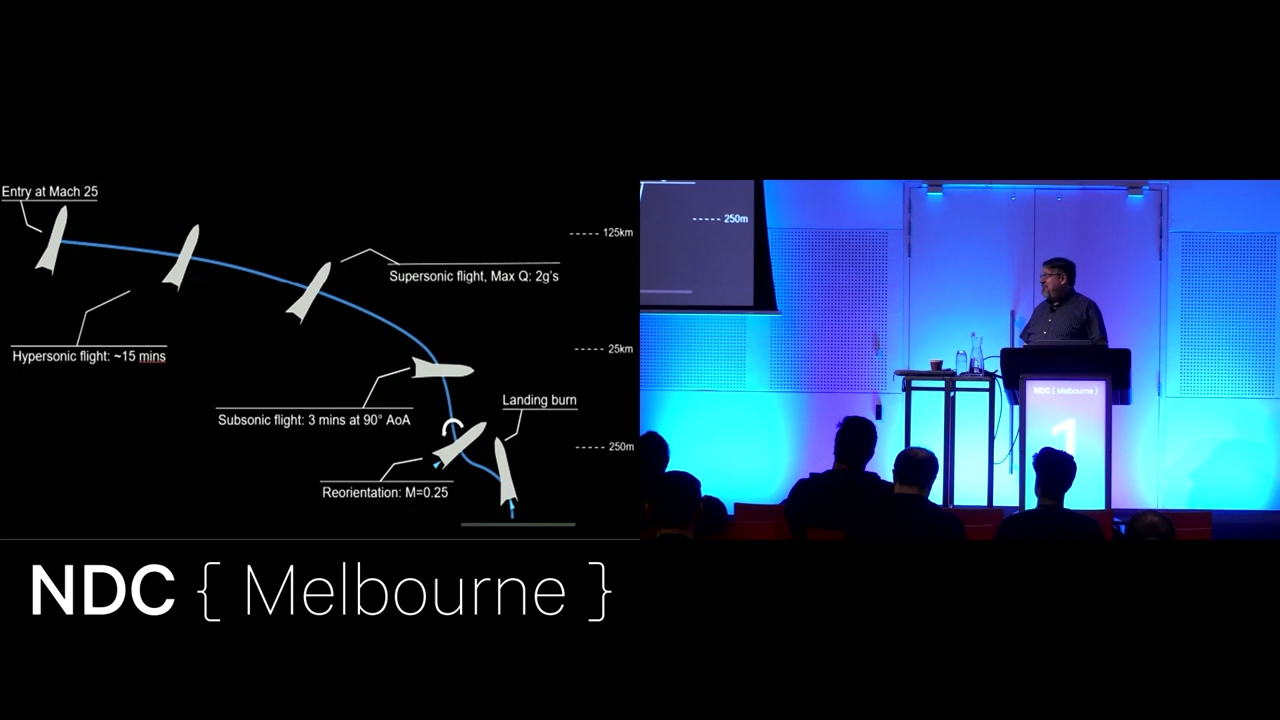 Entry at Mach 25
125km
Supersonic flight, Max Q: 2g's
Hypersonic flight: ~15 mins
25km
Landing burn
Subsonic flight: 3 mins at 90° AoA
250m
Reorientation: M=0.25
NDC { Melbourne }
250m
NDC { Melbourne }
1